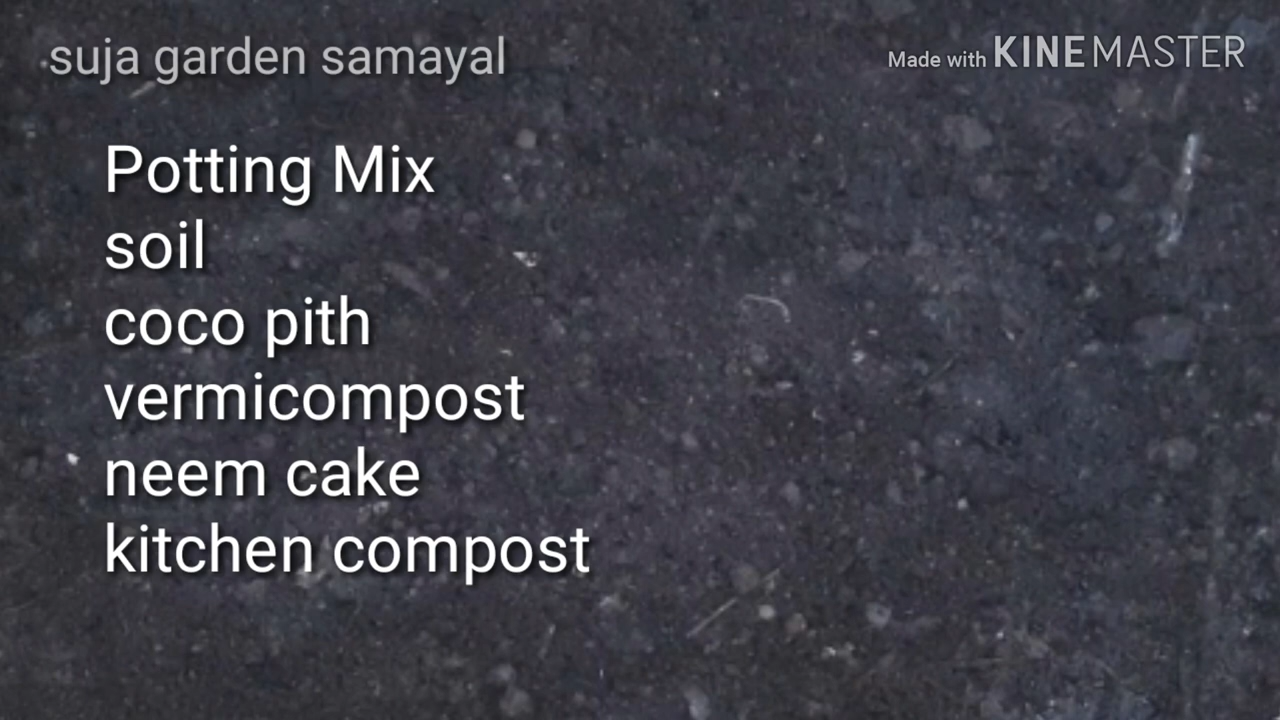 suja garden samayal
Made with KINEMASTER
Potting Mix
soil
coco pith
vermicompost
neem cake
kitchen compost